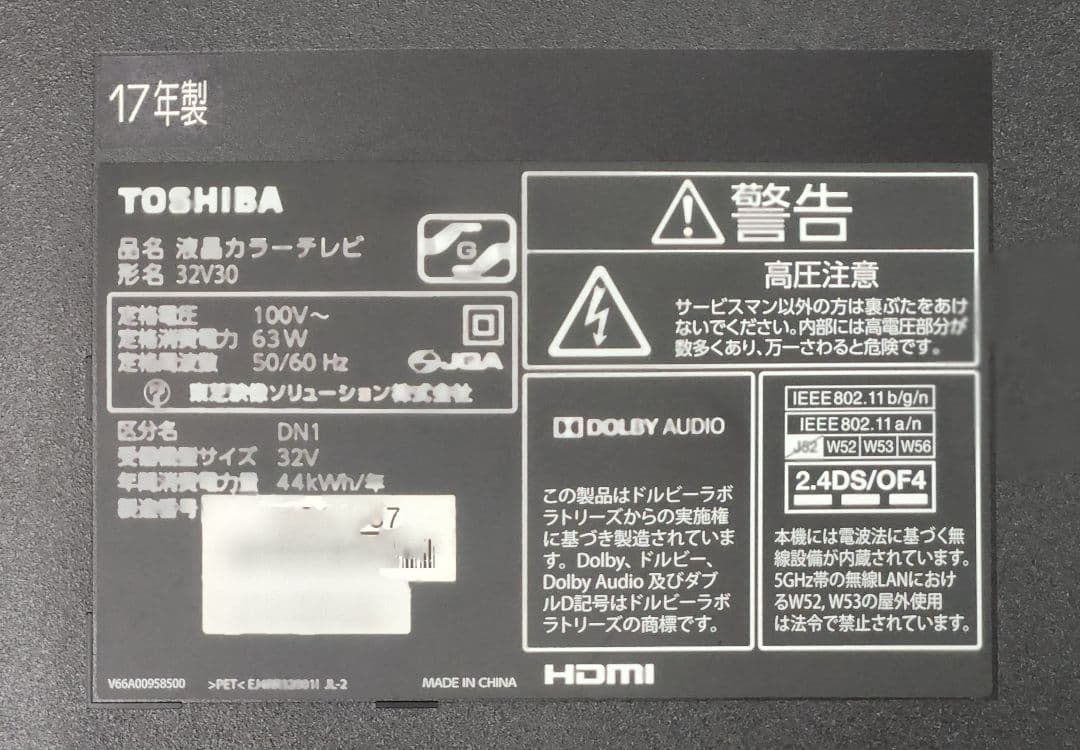 17年製
TOSHIBA
品名 液晶カラーテレビ
形名 32V30
G
定格電圧 100V～
定格消費電力 63W
定格周波数 50/60 Hz
JQA
東芝映像ソリューション株式会社
区分名 DN1
受信機型サイズ 32V
年間消費電力量 44kWh/年
製造番号
7
V66A00958500
>PET<
JL-2
MADE IN CHINA
警告
高圧注意
サービスマン以外の方は裏ぶたをあけ
ないでください。内部には高電圧部分が
数多くあり、万一さわると危険です。
DOLBY AUDIO
この製品はドルビーラボ
ラトリーズからの実施権
に基づき製造されていま
す。Dolby、ドルビー、
Dolby Audio 及びダブ
ルD記号はドルビーラボ
ラトリーズの商標です。
IEEE802.11b/g/n
IEEE802.11a/n
J52 W52 W53 W56
2.4DS/OF4
本機には電波法に基づく無
線設備が内蔵されています。
5GHz帯の無線LANにおけ
るW52, W53の屋外使用
は法令で禁止されています。
HDMI